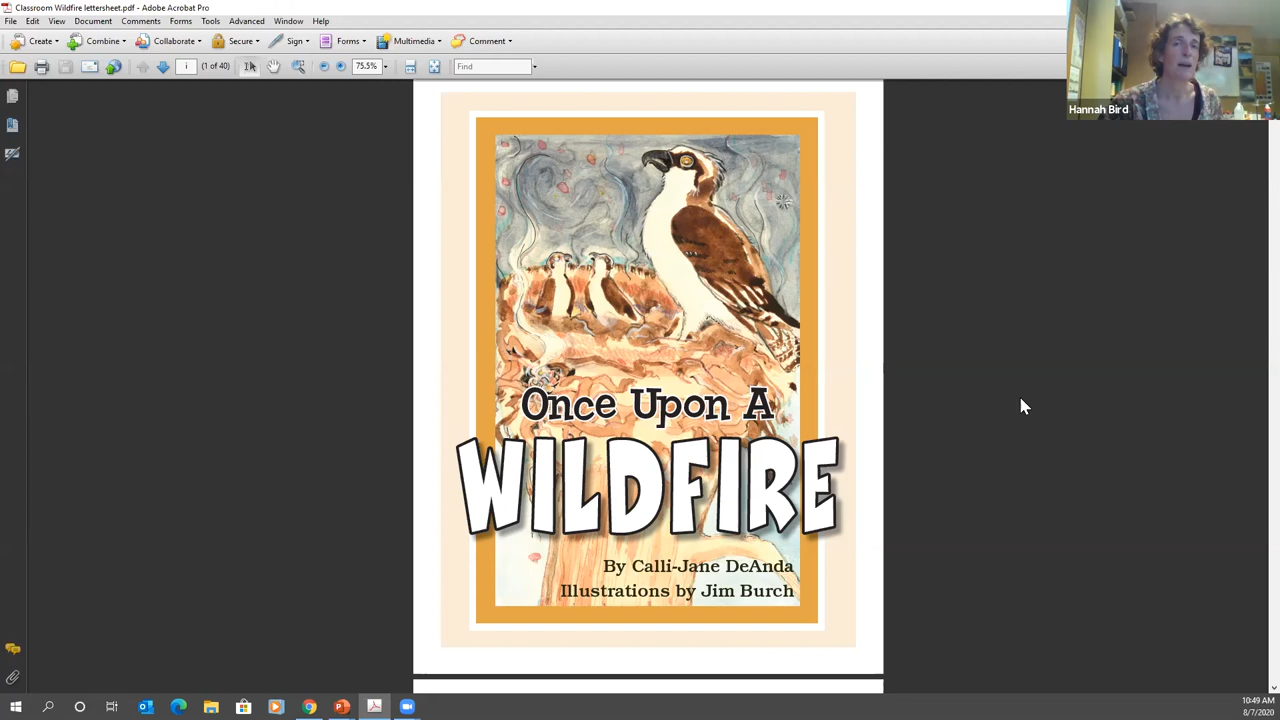 Classroom Wildfire lettersheet.pdf - Adobe Acrobat Pro
File Edit View Document Comments Forms Tools Advanced Window Help
Create Combine Collaborate Secure Sign Forms Multimedia Comment
i (1 of 40) 75.5% Find
Hannah Bird
Once Upon A
WILDFIRE
By Calli-Jane DeAnda
Illustrations by Jim Burch
10:49 AM
8/7/2020